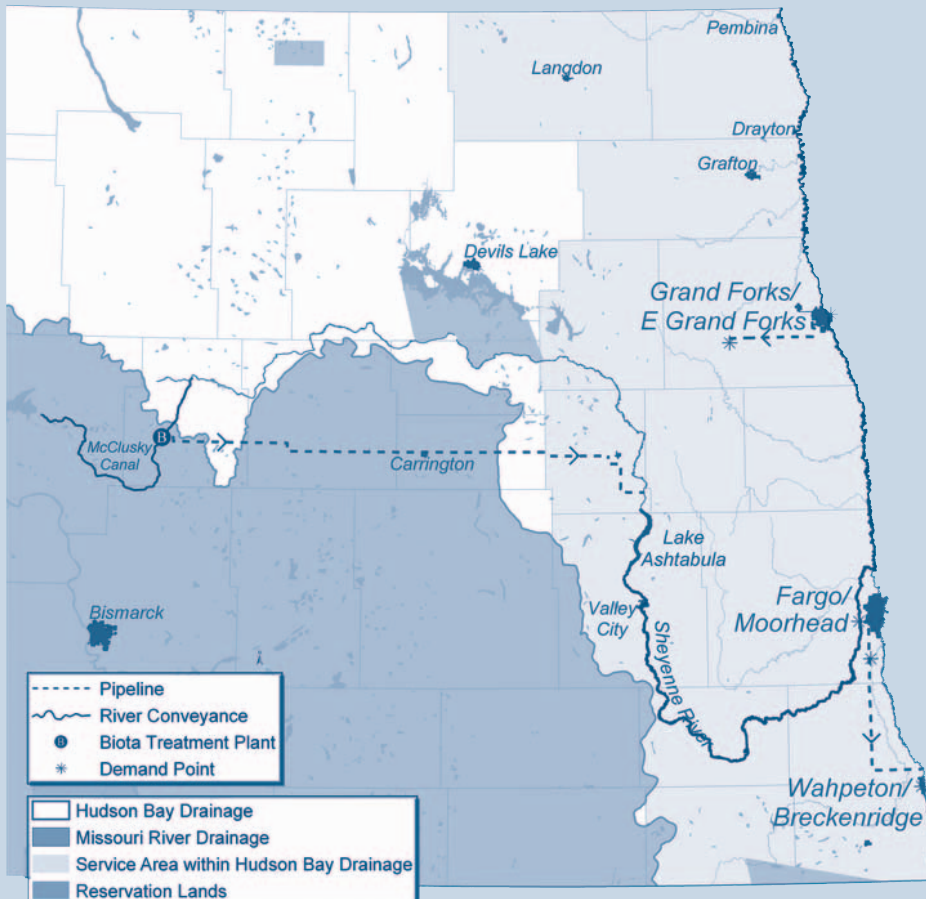 Pembina
Langdon
Drayton
Grafton
Devils Lake
Grand Forks/
E Grand Forks
McClusky
Canal
B
Carrington
Lake
Ashtabula
Bismarck
Valley
City
Sheyenne River
Fargo/
Moorhead
Wahpeton/
Breckenridge
Pipeline
River Conveyance
B Biota Treatment Plant
Demand Point
Hudson Bay Drainage
Missouri River Drainage
Service Area within Hudson Bay Drainage
Reservation Lands